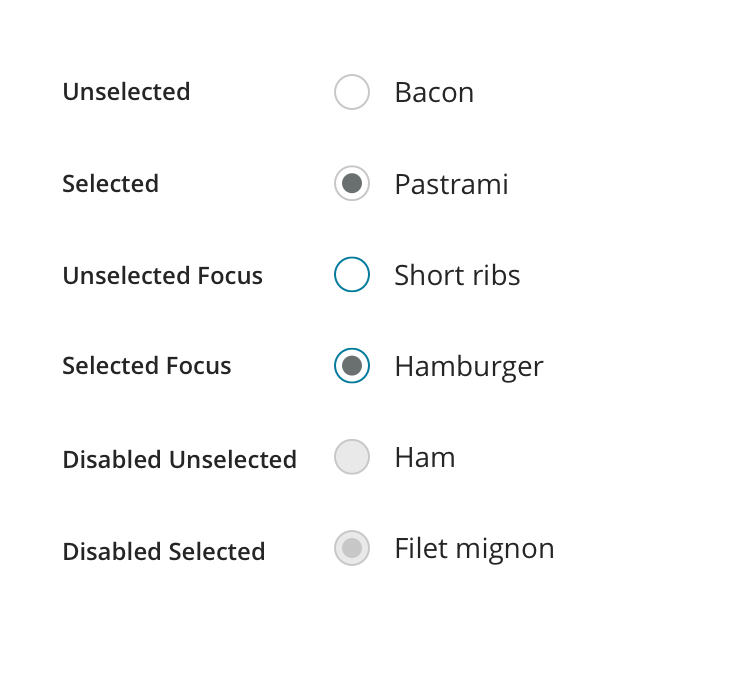 Unselected Bacon
Selected Pastrami
Unselected Focus Short ribs
Selected Focus Hamburger
Disabled Unselected Ham
Disabled Selected Filet mignon